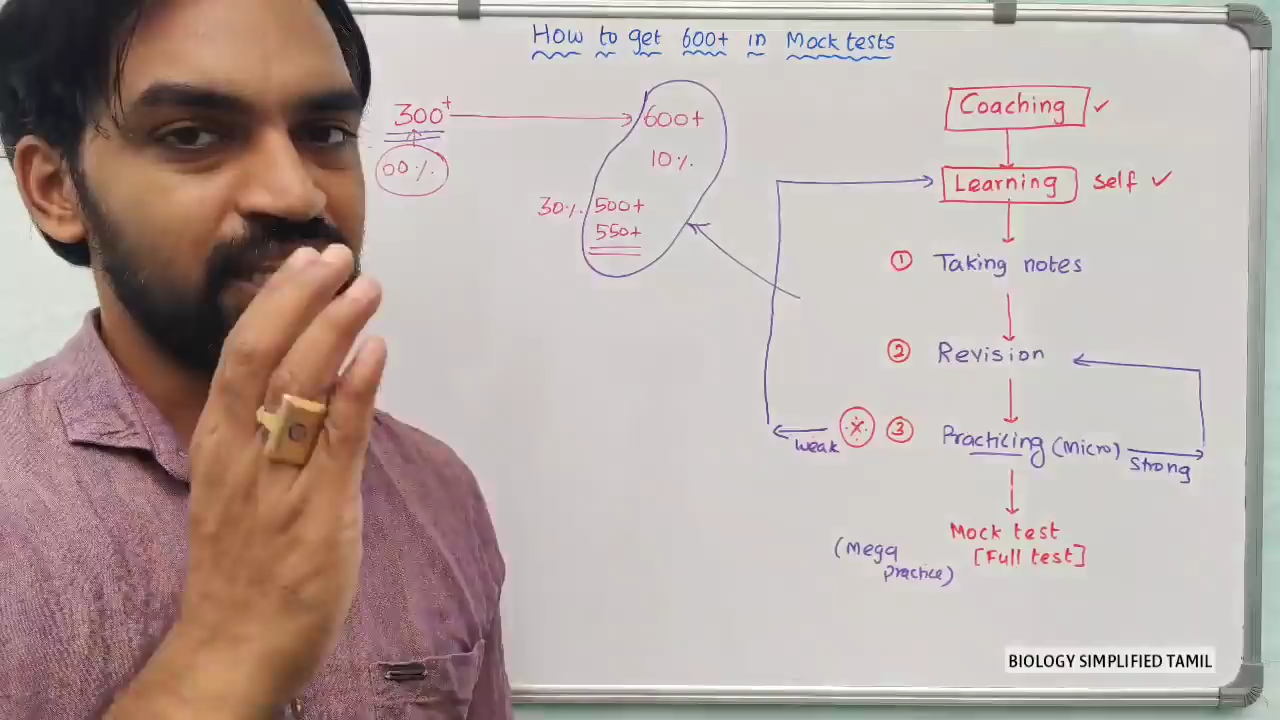 How to get 600+ in Mock tests
300+
600+
00%
10%
30% 500+
550+
Coaching ✓
Learning self ✓
① Taking notes
② Revision
③ Practicing (Micro)
weak
strong
Mock test
[Full test]
(Mega
practice)
BIOLOGY SIMPLIFIED TAMIL